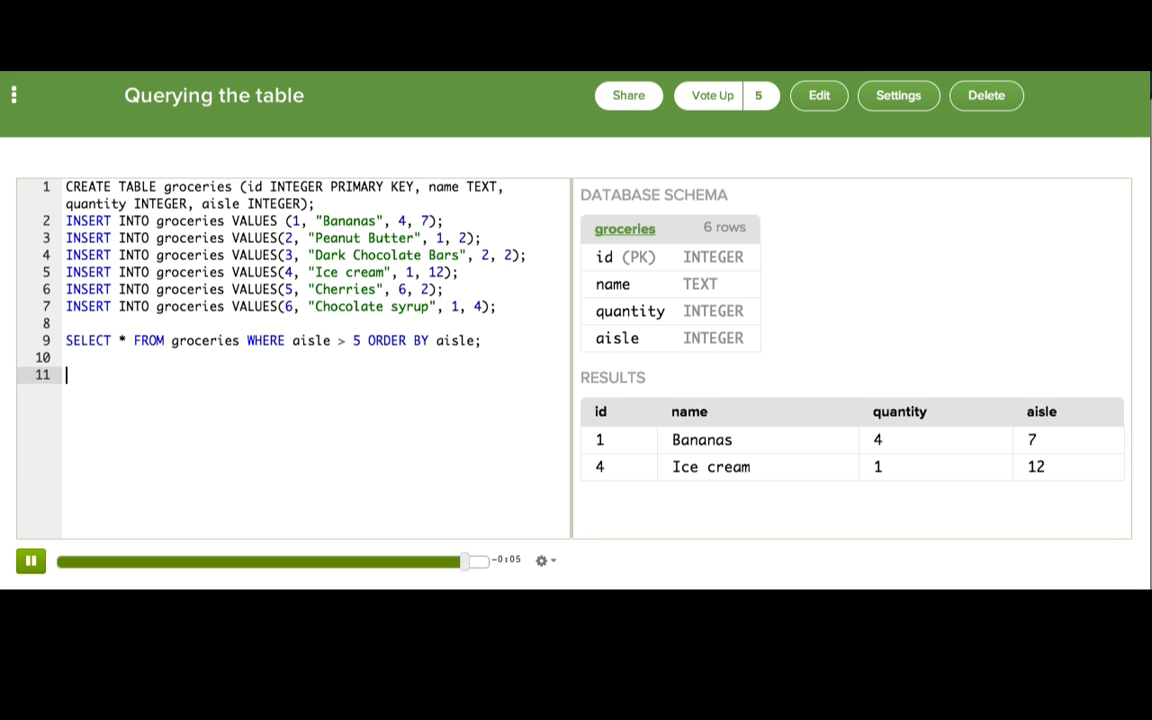 Querying the table
Share
Vote Up 5
Edit
Settings
Delete
1 CREATE TABLE groceries (id INTEGER PRIMARY KEY, name TEXT,
quantity INTEGER, aisle INTEGER);
2 INSERT INTO groceries VALUES (1, "Bananas", 4, 7);
3 INSERT INTO groceries VALUES(2, "Peanut Butter", 1, 2);
4 INSERT INTO groceries VALUES(3, "Dark Chocolate Bars", 2, 2);
5 INSERT INTO groceries VALUES(4, "Ice cream", 1, 12);
6 INSERT INTO groceries VALUES(5, "Cherries", 6, 2);
7 INSERT INTO groceries VALUES(6, "Chocolate syrup", 1, 4);
8
9 SELECT * FROM groceries WHERE aisle > 5 ORDER BY aisle;
10
11
DATABASE SCHEMA
groceries 6 rows
id (PK) INTEGER
name TEXT
quantity INTEGER
aisle INTEGER
RESULTS
id name quantity aisle
1 Bananas 4 7
4 Ice cream 1 12
-0:05